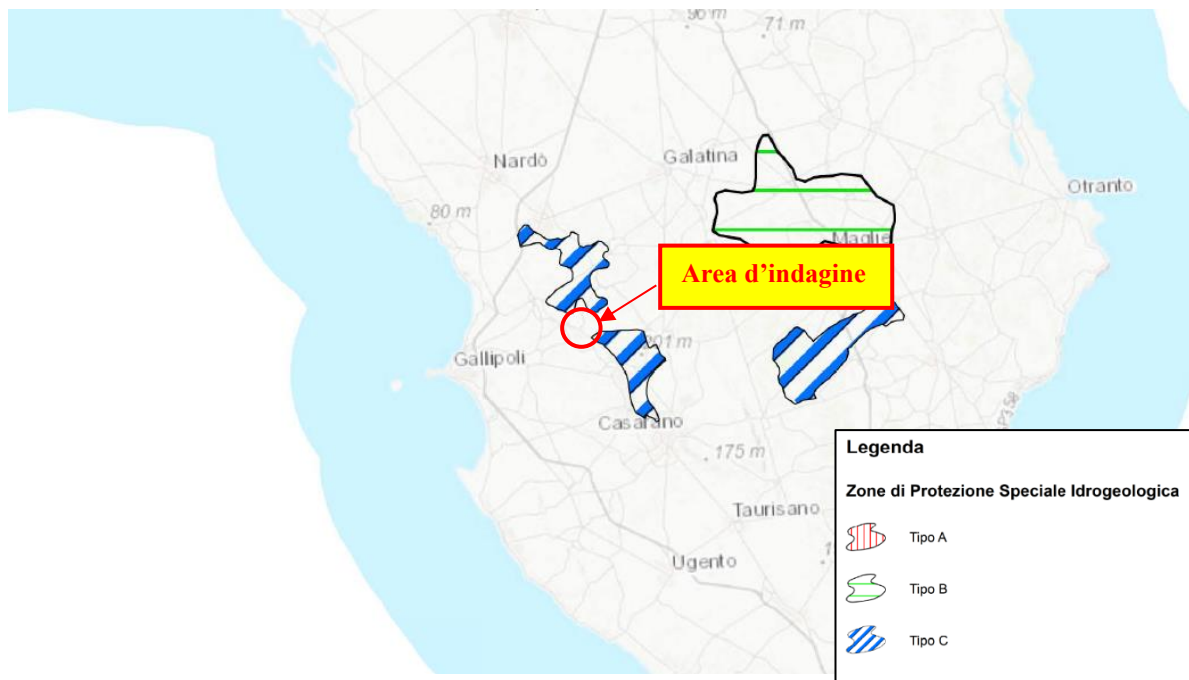 96 m
71 m
Nardò
Galatina
Otranto
80 m
Maglie
Area d'indagine
201 m
Gallipoli
Casarano
175 m
Taurisano
Ugento
Legenda
Zone di Protezione Speciale Idrogeologica
Tipo A
Tipo B
Tipo C